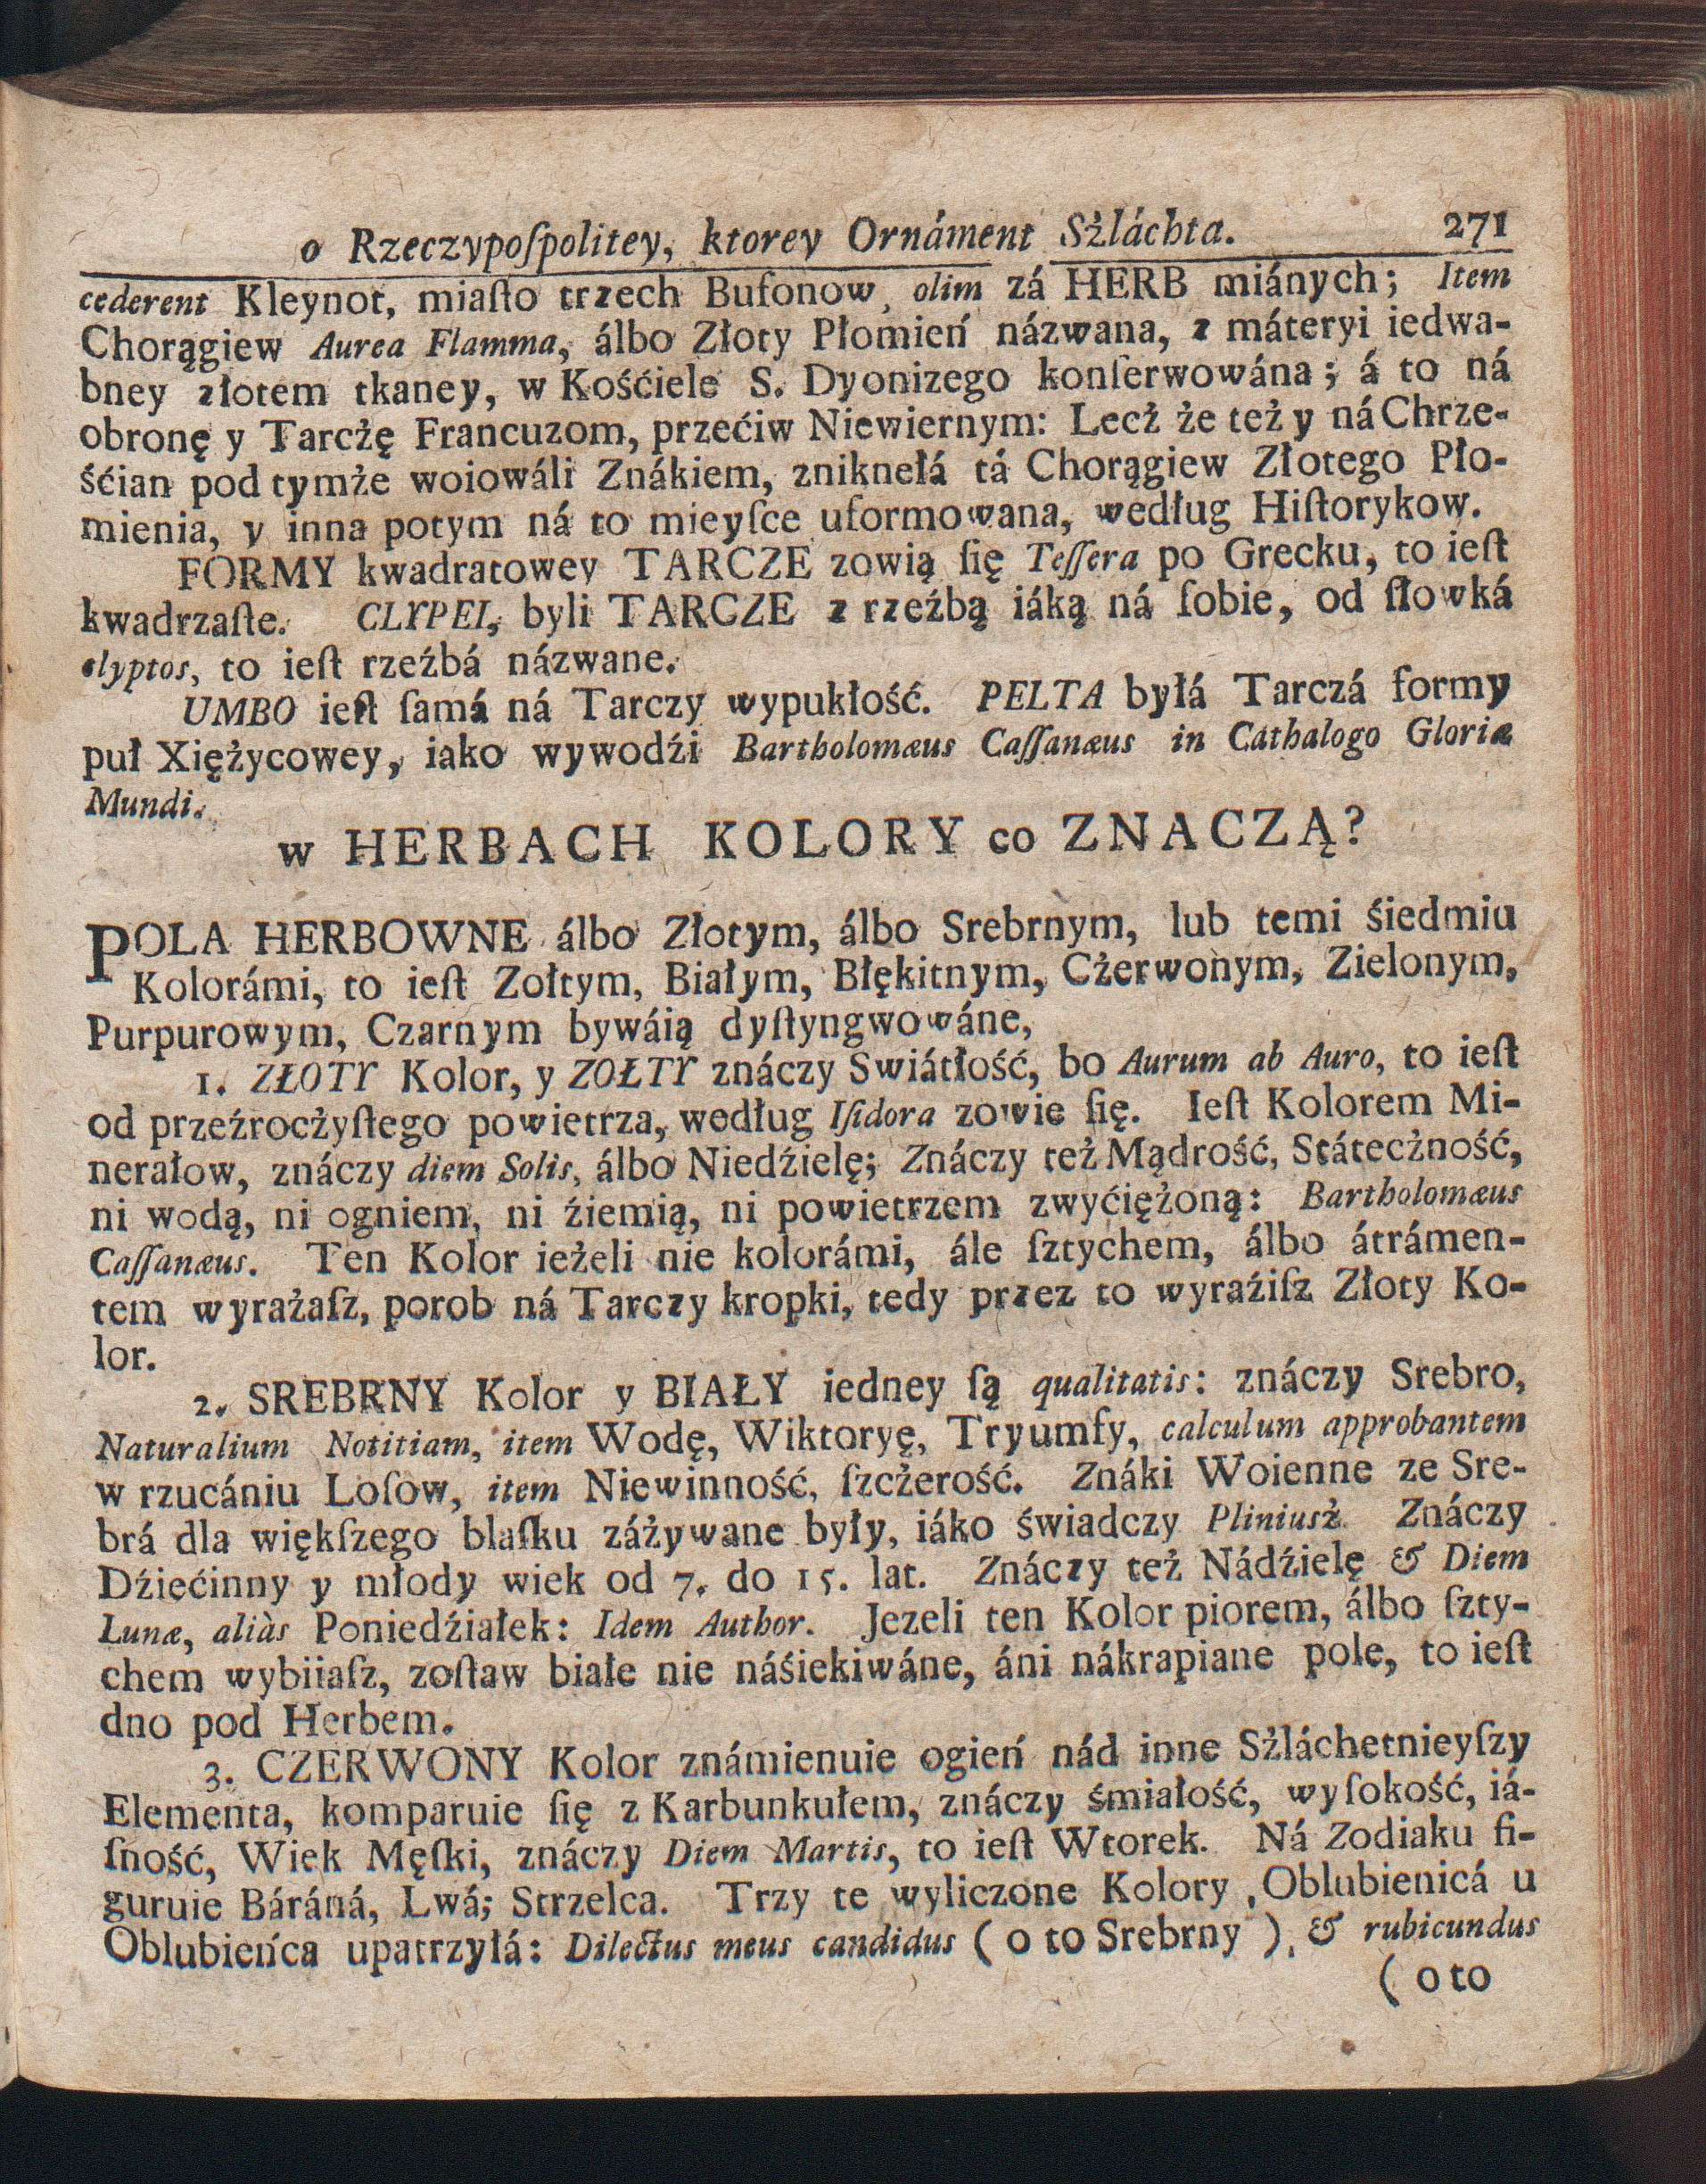 o Rzeczypoſpolitey, ktorey Ornáment Sżláchta. 271
cederent Kleynot, miaſto trzech Bufonow, olim zá HERB miánych; Item
Chorągiew Aurea Flamma, álbo Złoty Płomień názwana, z máteryi iedwa-
bney złotem tkaney, w Kośćiele S. Dyonizego konſerwowána; á to ná
obronę y Tarcżę Francuzom, przećiw Niewiernym: Lecż że też y ná Chrze-
śćian pod tymże woiowáli Znákiem, zniknełá tá Chorągiew Złotego Pło-
mienia, y inna potym ná to mieyſce uformowana, według Hiſtorykow.
FORMY kwadratowey TARCZE zowią ſię Teſſera po Grecku, to ieſt
kwadrzaſte. CLYPEI, byli TARCZE z rzeźbą iáką ná ſobie, od ſłowká
clyptos, to ieſt rzeźbá názwane.
UMBO ieſt ſamá ná Tarczy wypukłość. PELTA byłá Tarczá formy
puł Xiężycowey, iako wywodźi Bartholomæus Caſſanæus in Cathalogo Gloriæ
Mundi.
w HERBACH KOLORY co ZNACZĄ?
POLA HERBOWNE álbo Złotym, álbo Srebrnym, lub temi śiedmiu
Kolorámi, to ieſt Zołtym, Białym, Błękitnym, Cżerwonym, Zielonym,
Purpurowym, Czarnym bywáią dyſtyngwowáne,
1. ZŁOTY Kolor, y ZOŁTY znáczy Swiátłość, bo Aurum ab Auro, to ieſt
od przeźrocżyſtego powietrza, według Iſidora zowie ſię. Ieſt Kolorem Mi-
nerałow, znáczy diem Solis, álbo Niedźielę; Znáczy też Mądrość, Státecżność,
ni wodą, ni ogniem, ni źiemią, ni powietrzem zwyćiężoną: Bartholomæus
Caſſanæus. Ten Kolor ieżeli nie kolorámi, ále ſztychem, álbo átrámen-
tem wyrażaſz, porob ná Tarczy kropki, tedy przez to wyraźiſz Złoty Ko-
lor.
2. SREBRNY Kolor y BIAŁY iedney ſą qualitatis: znáczy Srebro,
Naturalium Notitiam, item Wodę, Wiktoryę, Tryumfy, calculum approbantem
w rzucániu Loſow, item Niewinność, ſzcżerość. Znáki Woienne ze Sre-
brá dla więkſzego blaſku záżywane były, iáko świadczy Pliniusż. Znáczy
Dźiećinny y młody wiek od 7. do 15. lat. Znáczy też Nádźielę & Diem
Lunæ, aliàs Poniedźiałek: Idem Author. Jezeli ten Kolor piorem, álbo ſzty-
chem wybiiaſz, zoſtaw białe nie náśiekiwáne, áni nákrapiane pole, to ieſt
dno pod Herbem.
3. CZERWONY Kolor známienuie ogień nád inne Sżláchetnieyſzy
Elementa, komparuie ſię z Karbunkułem, znáczy śmiałość, wyſokość, iá-
ſność, Wiek Męſki, znáczy Diem Martis, to ieſt Wtorek. Ná Zodiaku fi-
guruie Báráná, Lwá; Strzelca. Trzy te wyliczone Kolory, Oblubienicá u
Oblubieńca upatrzyłá: Dilectus meus candidus ( o to Srebrny ), & rubicundus
( o to